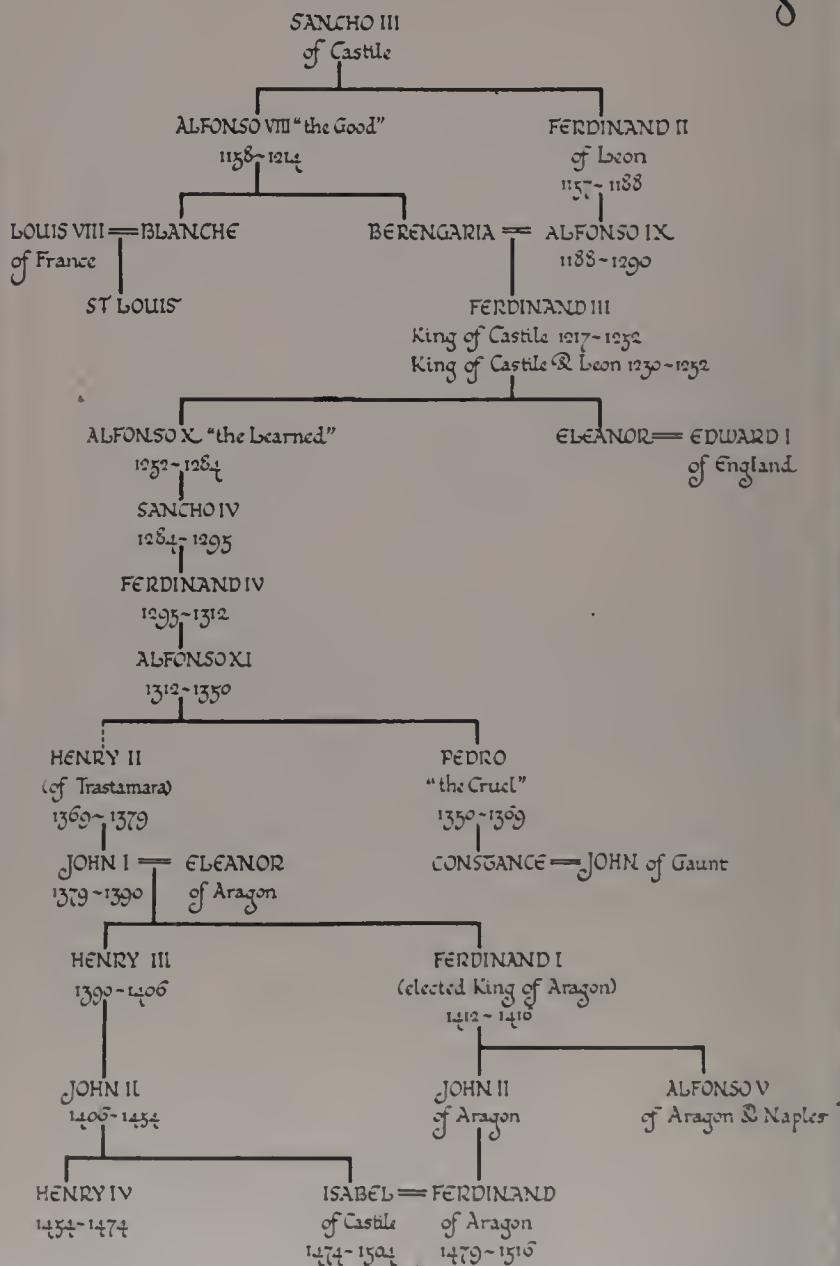 SANCHO III
of Castile
ALFONSO VIII "the Good"
1158~1214
FERDINAND II
of Leon
1157~1188
LOUIS VIII = BLANCHE
of France
BERENGARIA = ALFONSO IX
1188~1290
ST LOUIS
FERDINAND III
King of Castile 1217~1252
King of Castile & Leon 1230~1252
ALFONSO X "the Learned"
1252~1284
ELEANOR = EDWARD I
of England
SANCHO IV
1284~1295
FERDINAND IV
1295~1312
ALFONSO XI
1312~1350
HENRY II
(of Trastamara)
1369~1379
PEDRO
"the Cruel"
1350~1369
JOHN I = ELEANOR
1379~1390
of Aragon
CONSTANCE = JOHN of Gaunt
HENRY III
1390~1406
FERDINAND I
(elected King of Aragon)
1412~1416
JOHN II
1406~1454
JOHN II
of Aragon
ALFONSO V
of Aragon & Naples
HENRY IV
1454~1474
ISABEL = FERDINAND
of Castile
1474~1504
of Aragon
1479~1516